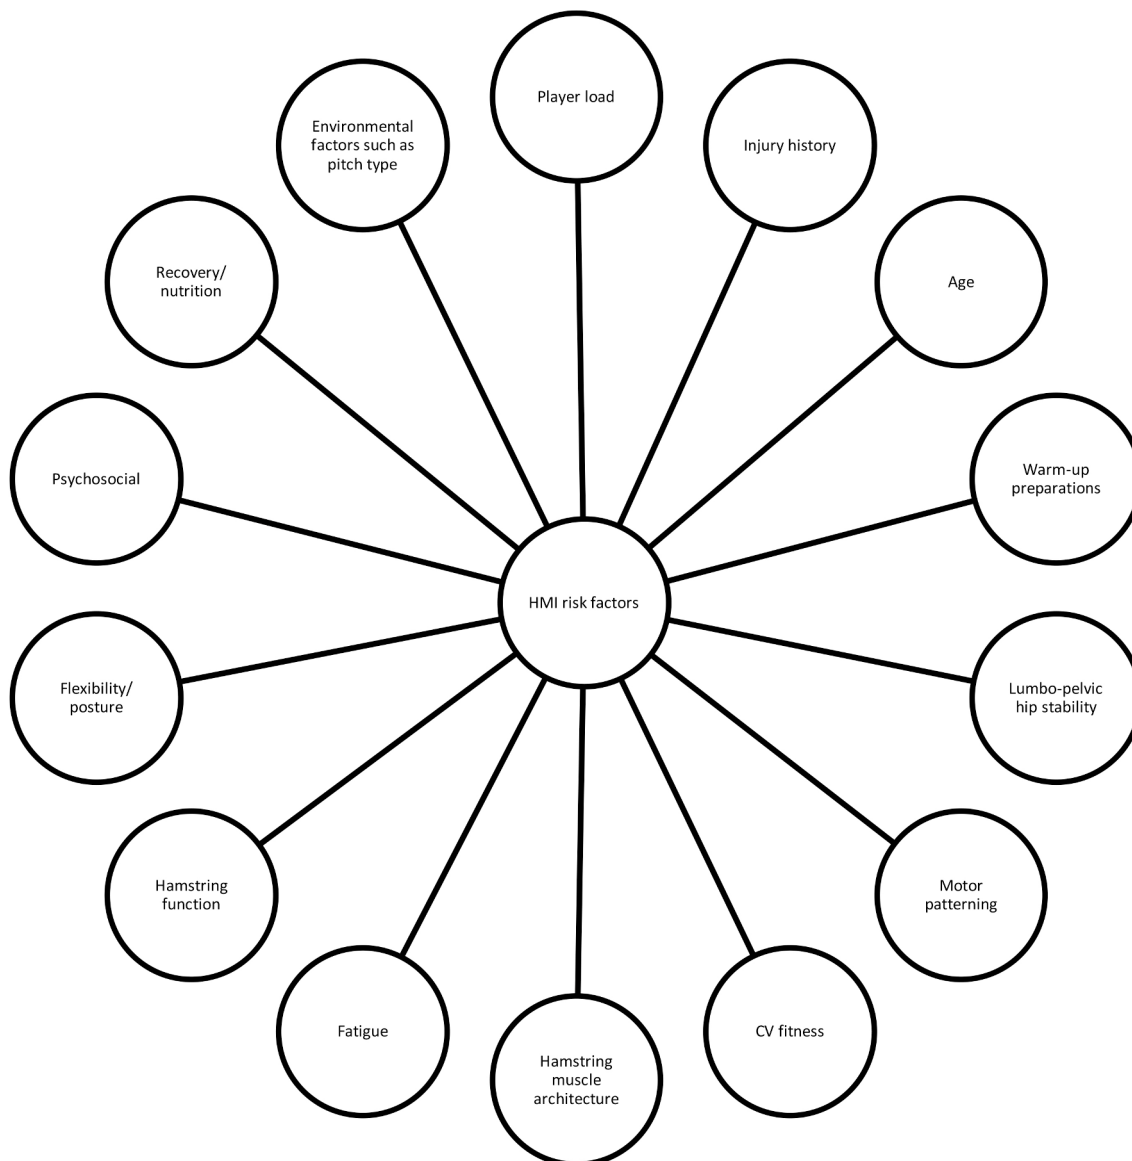 Player load
Environmental
factors such as
pitch type
Injury history
Recovery/
nutrition
Age
Psychosocial
Warm-up
preparations
HMI risk factors
Flexibility/
posture
Lumbo-pelvic
hip stability
Hamstring
function
Motor
patterning
Fatigue
CV fitness
Hamstring
muscle
architecture